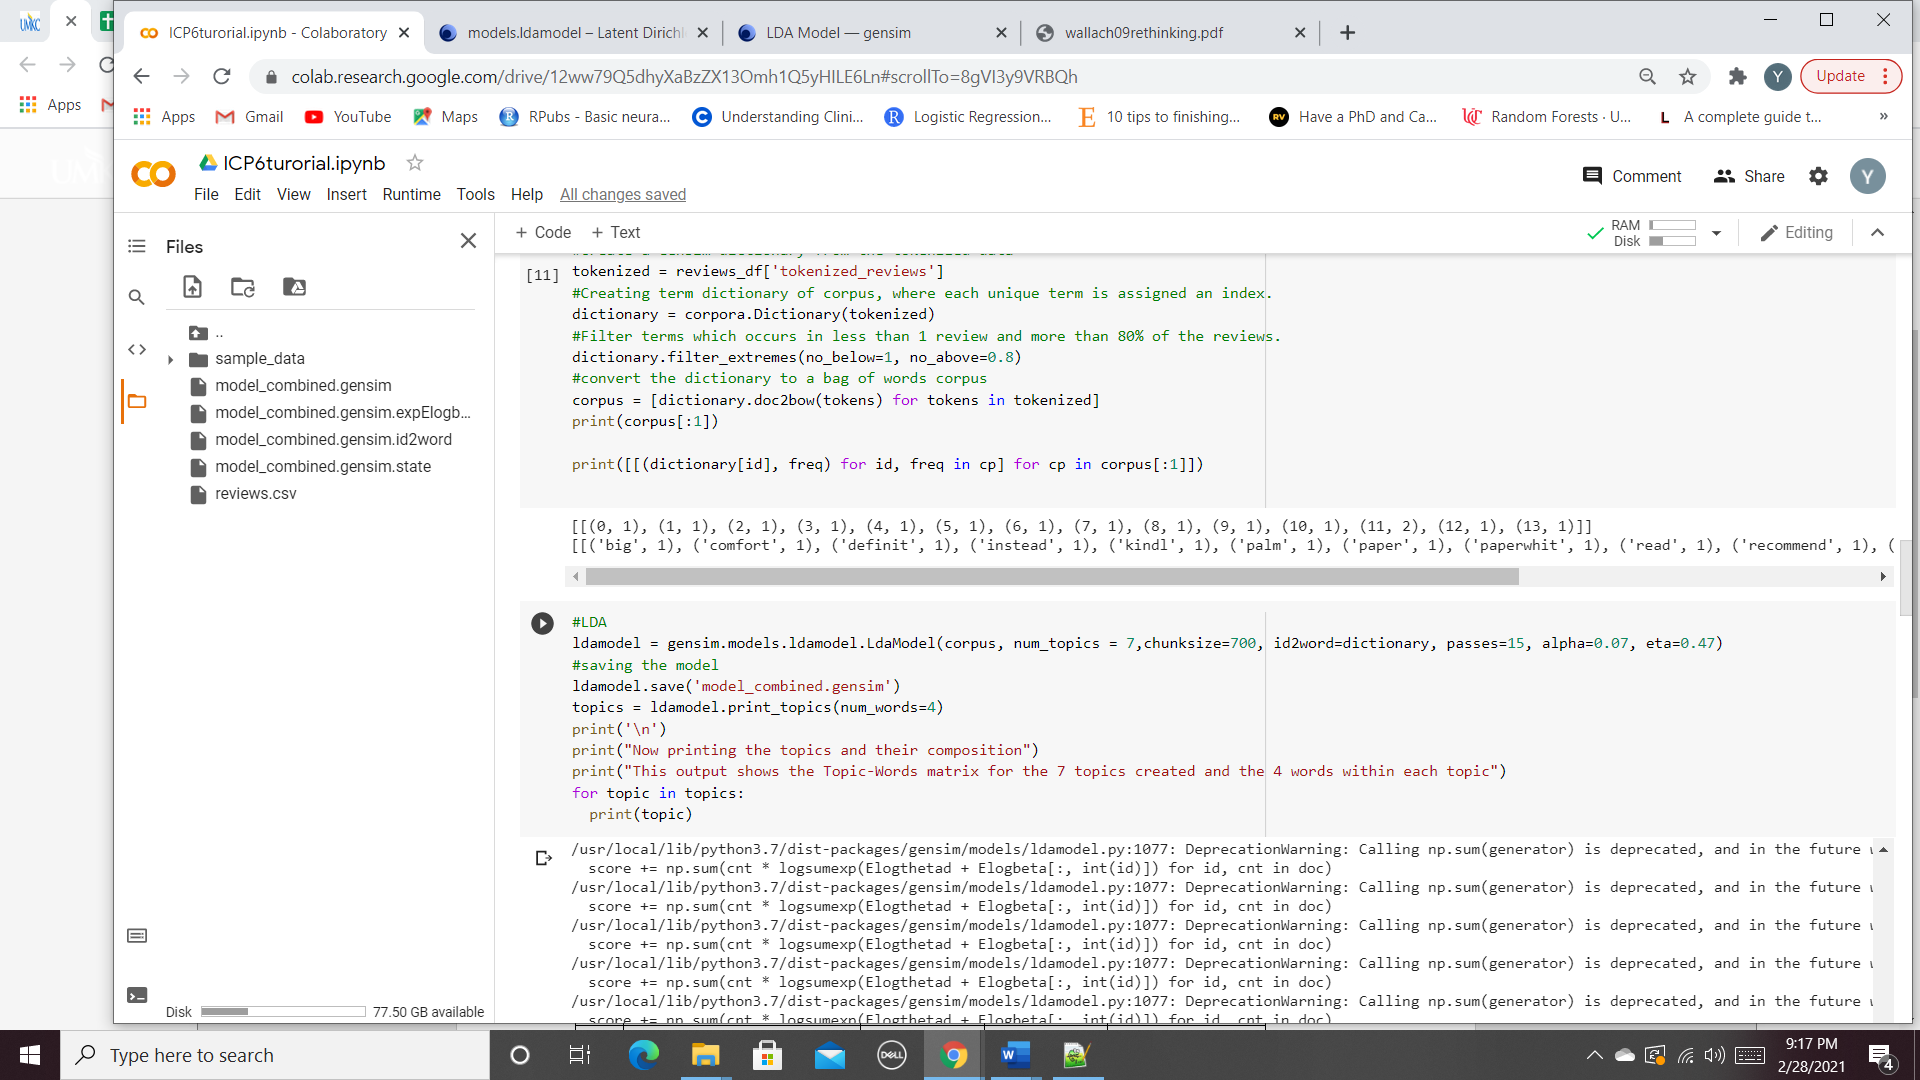 UMKC
ICP6turorial.ipynb - Colaboratory
models.ldamodel – Latent Dirichl
LDA Model — gensim
wallach09rethinking.pdf
colab.research.google.com/drive/12ww79Q5dhyXaBzZX13Omh1Q5yHILE6Ln#scrollTo=8gVI3y9VRBQh
Y
Update
Apps
Apps
Gmail
YouTube
Maps
RPubs - Basic neura...
Understanding Clini...
Logistic Regression...
10 tips to finishing...
Have a PhD and Ca...
Random Forests · U...
A complete guide t...
»
ICP6turorial.ipynb
Comment
Share
Y
File Edit View Insert Runtime Tools Help All changes saved
Files
+ Code + Text
RAM
Disk
Editing
..
sample_data
model_combined.gensim
model_combined.gensim.expElogb...
model_combined.gensim.id2word
model_combined.gensim.state
reviews.csv
Disk
77.50 GB available
[11]
tokenized = reviews_df['tokenized_reviews']
#Creating term dictionary of corpus, where each unique term is assigned an index.
dictionary = corpora.Dictionary(tokenized)
#Filter terms which occurs in less than 1 review and more than 80% of the reviews.
dictionary.filter_extremes(no_below=1, no_above=0.8)
#convert the dictionary to a bag of words corpus
corpus = [dictionary.doc2bow(tokens) for tokens in tokenized]
print(corpus[:1])
print([[(dictionary[id], freq) for id, freq in cp] for cp in corpus[:1]])
[[(0, 1), (1, 1), (2, 1), (3, 1), (4, 1), (5, 1), (6, 1), (7, 1), (8, 1), (9, 1), (10, 1), (11, 2), (12, 1), (13, 1)]]
[[('big', 1), ('comfort', 1), ('definit', 1), ('instead', 1), ('kindl', 1), ('palm', 1), ('paper', 1), ('paperwhit', 1), ('read', 1), ('recommend', 1), (
#LDA
ldamodel = gensim.models.ldamodel.LdaModel(corpus, num_topics = 7,chunksize=700, id2word=dictionary, passes=15, alpha=0.07, eta=0.47)
#saving the model
ldamodel.save('model_combined.gensim')
topics = ldamodel.print_topics(num_words=4)
print('\n')
print("Now printing the topics and their composition")
print("This output shows the Topic-Words matrix for the 7 topics created and the 4 words within each topic")
for topic in topics:
print(topic)
/usr/local/lib/python3.7/dist-packages/gensim/models/ldamodel.py:1077: DeprecationWarning: Calling np.sum(generator) is deprecated, and in the future
score += np.sum(cnt * logsumexp(Elogthetad + Elogbeta[:, int(id)]) for id, cnt in doc)
/usr/local/lib/python3.7/dist-packages/gensim/models/ldamodel.py:1077: DeprecationWarning: Calling np.sum(generator) is deprecated, and in the future
score += np.sum(cnt * logsumexp(Elogthetad + Elogbeta[:, int(id)]) for id, cnt in doc)
/usr/local/lib/python3.7/dist-packages/gensim/models/ldamodel.py:1077: DeprecationWarning: Calling np.sum(generator) is deprecated, and in the future
score += np.sum(cnt * logsumexp(Elogthetad + Elogbeta[:, int(id)]) for id, cnt in doc)
/usr/local/lib/python3.7/dist-packages/gensim/models/ldamodel.py:1077: DeprecationWarning: Calling np.sum(generator) is deprecated, and in the future
score += np.sum(cnt * logsumexp(Elogthetad + Elogbeta[:, int(id)]) for id, cnt in doc)
/usr/local/lib/python3.7/dist-packages/gensim/models/ldamodel.py:1077: DeprecationWarning: Calling np.sum(generator) is deprecated, and in the future
score += np.sum(cnt * logsumexp(Elogthetad + Elogbeta[:, int(id)]) for id, cnt in doc)
Type here to search
DELL
9:17 PM
2/28/2021
4